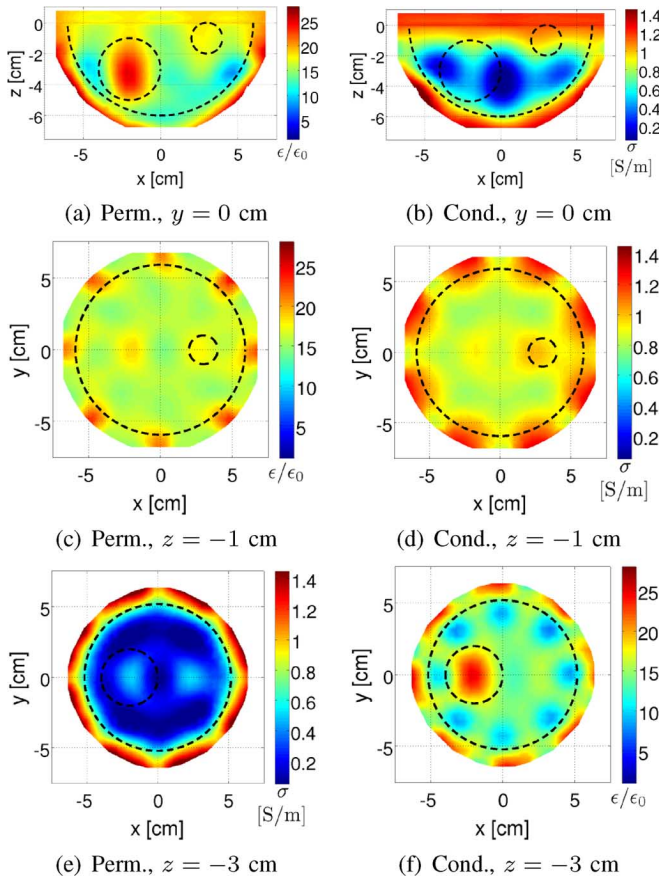 z [cm]
0
-2
-4
-6
-5 0 5
x [cm]
25
20
15
10
5
ϵ/ϵ0
z [cm]
0
-2
-4
-6
-5 0 5
x [cm]
1.4
1.2
1
0.8
0.6
0.4
0.2
σ
[S/m]
(a) Perm., y = 0 cm
(b) Cond., y = 0 cm
y [cm]
5
0
-5
-5 0 5
x [cm]
25
20
15
10
5
ϵ/ϵ0
y [cm]
5
0
-5
-5 0 5
x [cm]
1.4
1.2
1
0.8
0.6
0.4
0.2
σ
[S/m]
(c) Perm., z = −1 cm
(d) Cond., z = −1 cm
y [cm]
5
0
-5
-5 0 5
x [cm]
1.4
1.2
1
0.8
0.6
0.4
0.2
σ
[S/m]
y [cm]
5
0
-5
-5 0 5
x [cm]
25
20
15
10
5
ϵ/ϵ0
(e) Perm., z = −3 cm
(f) Cond., z = −3 cm